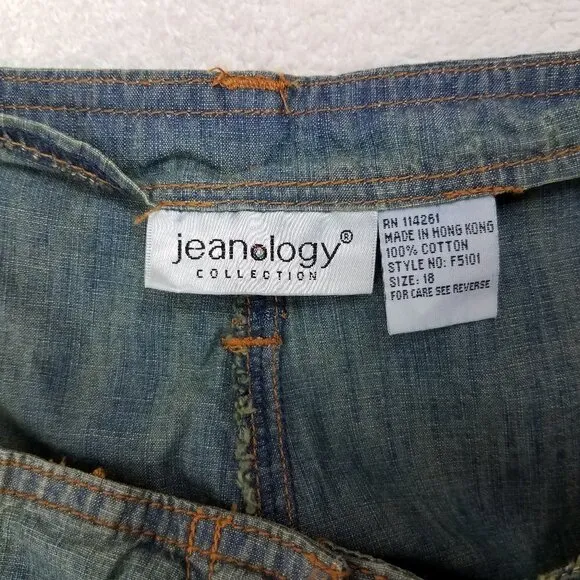 jeanology®
COLLECTION
RN 114261
MADE IN HONG KONG
100% COTTON
STYLE NO: F5101
SIZE: 18
FOR CARE SEE REVERSE